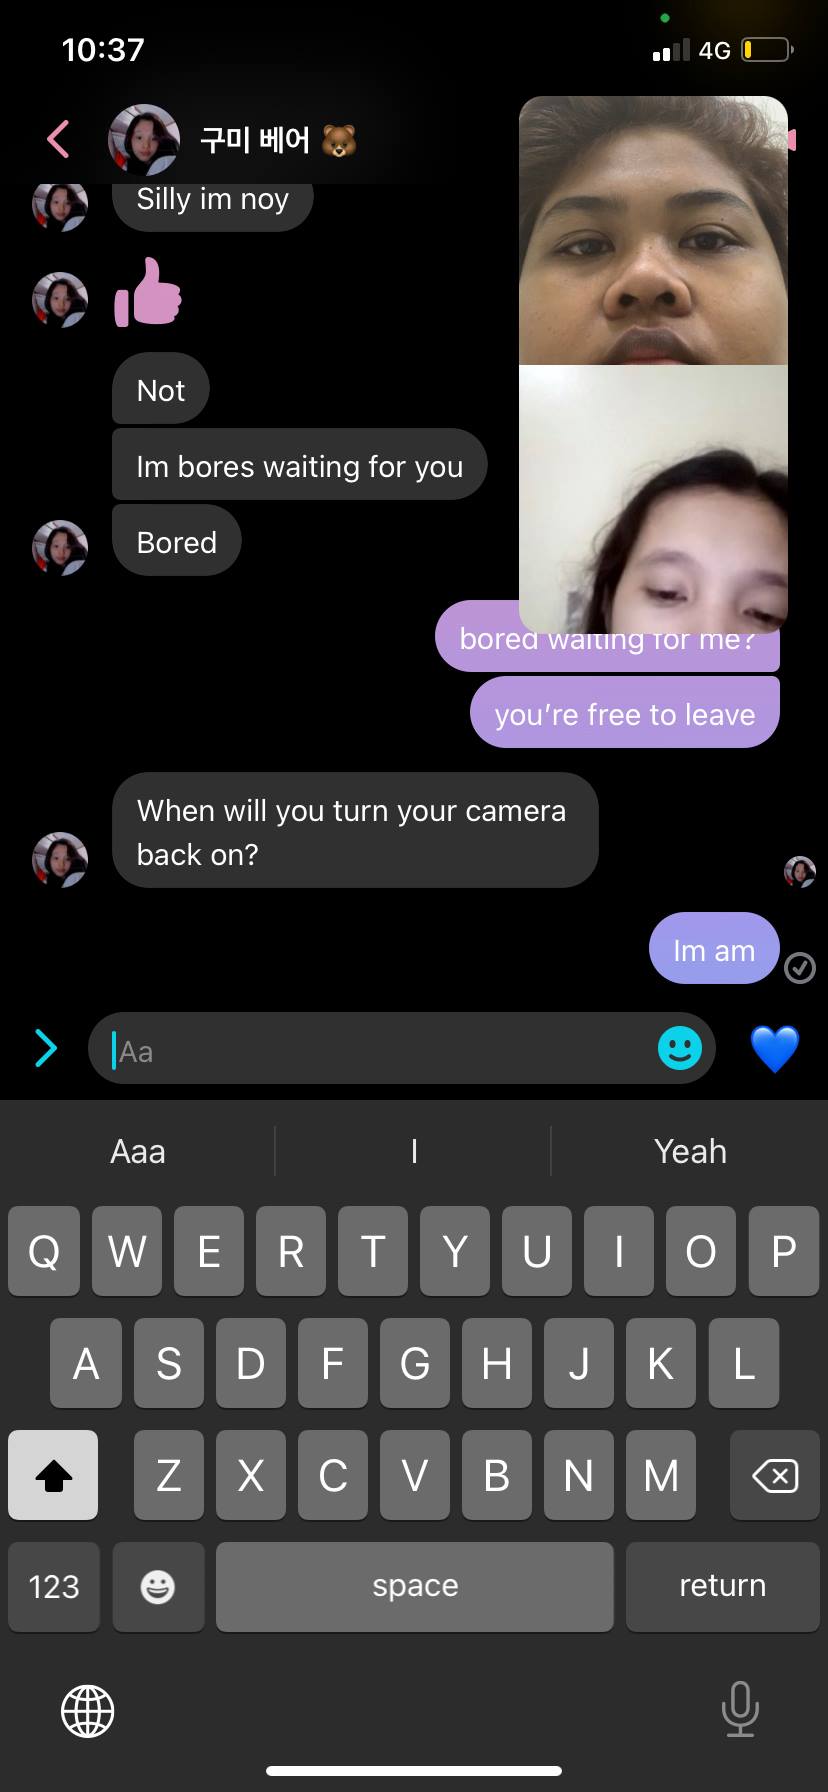 10:37
4G
구미 베어 🐻
Silly im noy
Not
Im bores waiting for you
Bored
bored waiting for me?
you’re free to leave
When will you turn your camera
back on?
Im am
Aa
Aaa I Yeah
Q W E R T Y U I O P
A S D F G H J K L
Z X C V B N M
123 space return